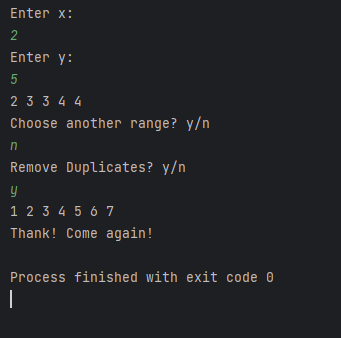 Enter x:
2
Enter y:
5
2 3 3 4 4
Choose another range? y/n
n
Remove Duplicates? y/n
y
1 2 3 4 5 6 7
Thank! Come again!
Process finished with exit code 0